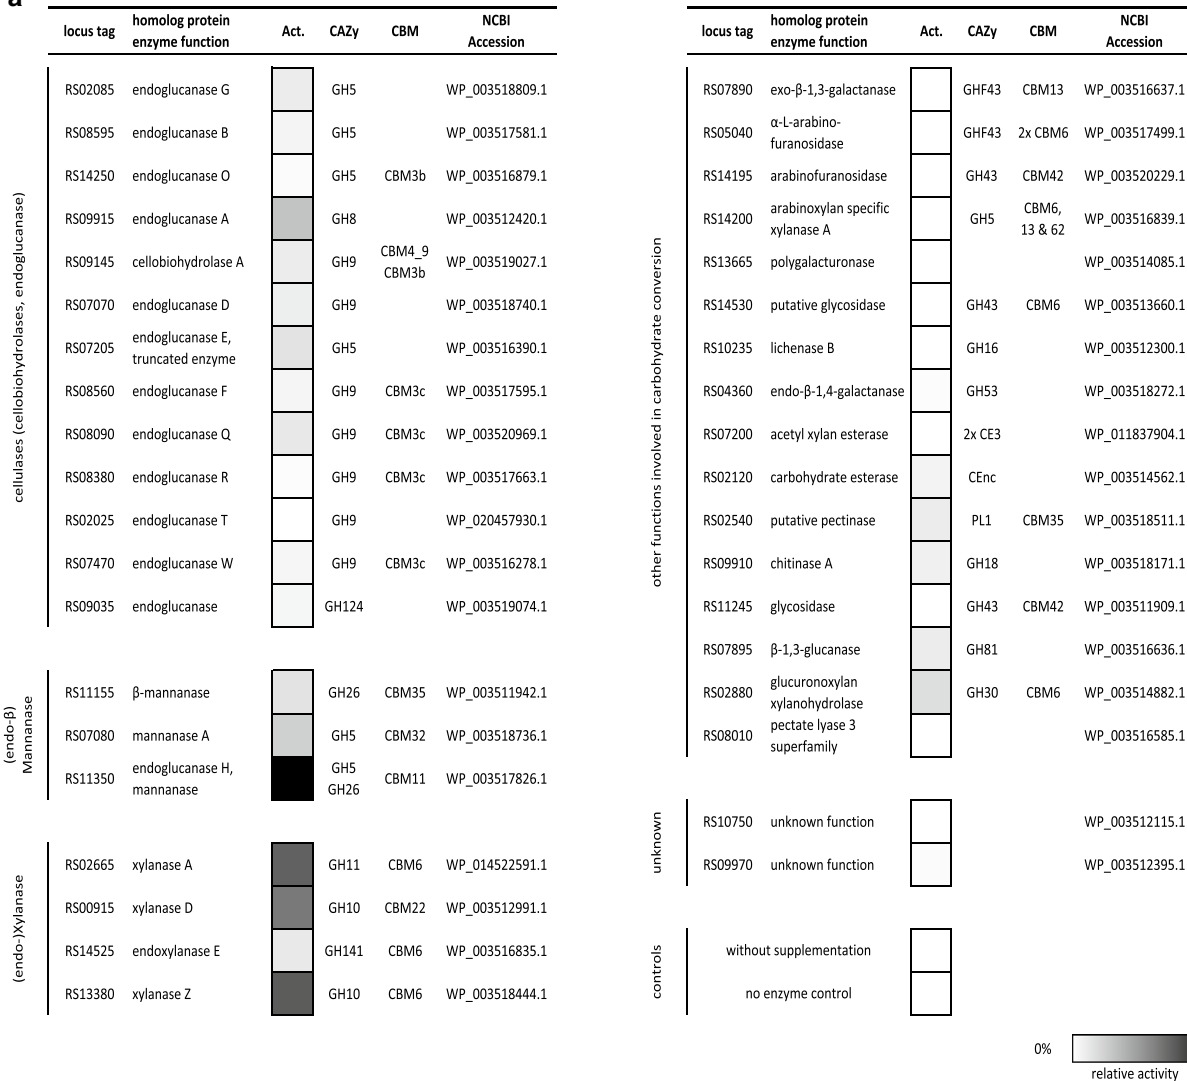 a
locus tag homolog protein enzyme function Act. CAZy CBM NCBI Accession
cellulases (cellobiohydrolases, endoglucanase)
RS02085 endoglucanase G GH5 WP_003518809.1
RS08595 endoglucanase B GH5 WP_003517581.1
RS14250 endoglucanase O GH5 CBM3b WP_003516879.1
RS09915 endoglucanase A GH8 WP_003512420.1
RS09145 cellobiohydrolase A GH9 CBM4_9 CBM3b WP_003519027.1
RS07070 endoglucanase D GH9 WP_003518740.1
RS07205 endoglucanase E, truncated enzyme GH5 WP_003516390.1
RS08560 endoglucanase F GH9 CBM3c WP_003517595.1
RS08090 endoglucanase Q GH9 CBM3c WP_003520969.1
RS08380 endoglucanase R GH9 CBM3c WP_003517663.1
RS02025 endoglucanase T GH9 WP_020457930.1
RS07470 endoglucanase W GH9 CBM3c WP_003516278.1
RS09035 endoglucanase GH124 WP_003519074.1
(endo-β)
Mannanase
RS11155 β-mannanase GH26 CBM35 WP_003511942.1
RS07080 mannanase A GH5 CBM32 WP_003518736.1
RS11350 endoglucanase H, mannanase GH5 GH26 CBM11 WP_003517826.1
(endo-)Xylanase
RS02665 xylanase A GH11 CBM6 WP_014522591.1
RS00915 xylanase D GH10 CBM22 WP_003512991.1
RS14525 endoxylanase E GH141 CBM6 WP_003516835.1
RS13380 xylanase Z GH10 CBM6 WP_003518444.1
locus tag homolog protein enzyme function Act. CAZy CBM NCBI Accession
other functions involved in carbohydrate conversion
RS07890 exo-β-1,3-galactanase GHF43 CBM13 WP_003516637.1
RS05040 α-L-arabino-furanosidase GHF43 2x CBM6 WP_003517499.1
RS14195 arabinofuranosidase GH43 CBM42 WP_003520229.1
RS14200 arabinoxylan specific xylanase A GH5 CBM6, 13 & 62 WP_003516839.1
RS13665 polygalacturonase WP_003514085.1
RS14530 putative glycosidase GH43 CBM6 WP_003513660.1
RS10235 lichenase B GH16 WP_003512300.1
RS04360 endo-β-1,4-galactanase GH53 WP_003518272.1
RS07200 acetyl xylan esterase 2x CE3 WP_011837904.1
RS02120 carbohydrate esterase CEnc WP_003514562.1
RS02540 putative pectinase PL1 CBM35 WP_003518511.1
RS09910 chitinase A GH18 WP_003518171.1
RS11245 glycosidase GH43 CBM42 WP_003511909.1
RS07895 β-1,3-glucanase GH81 WP_003516636.1
RS02880 glucuronoxylan xylanohydrolase GH30 CBM6 WP_003514882.1
RS08010 pectate lyase 3 superfamily WP_003516585.1
unknown
RS10750 unknown function WP_003512115.1
RS09970 unknown function WP_003512395.1
controls
without supplementation
no enzyme control
0%
relative activity